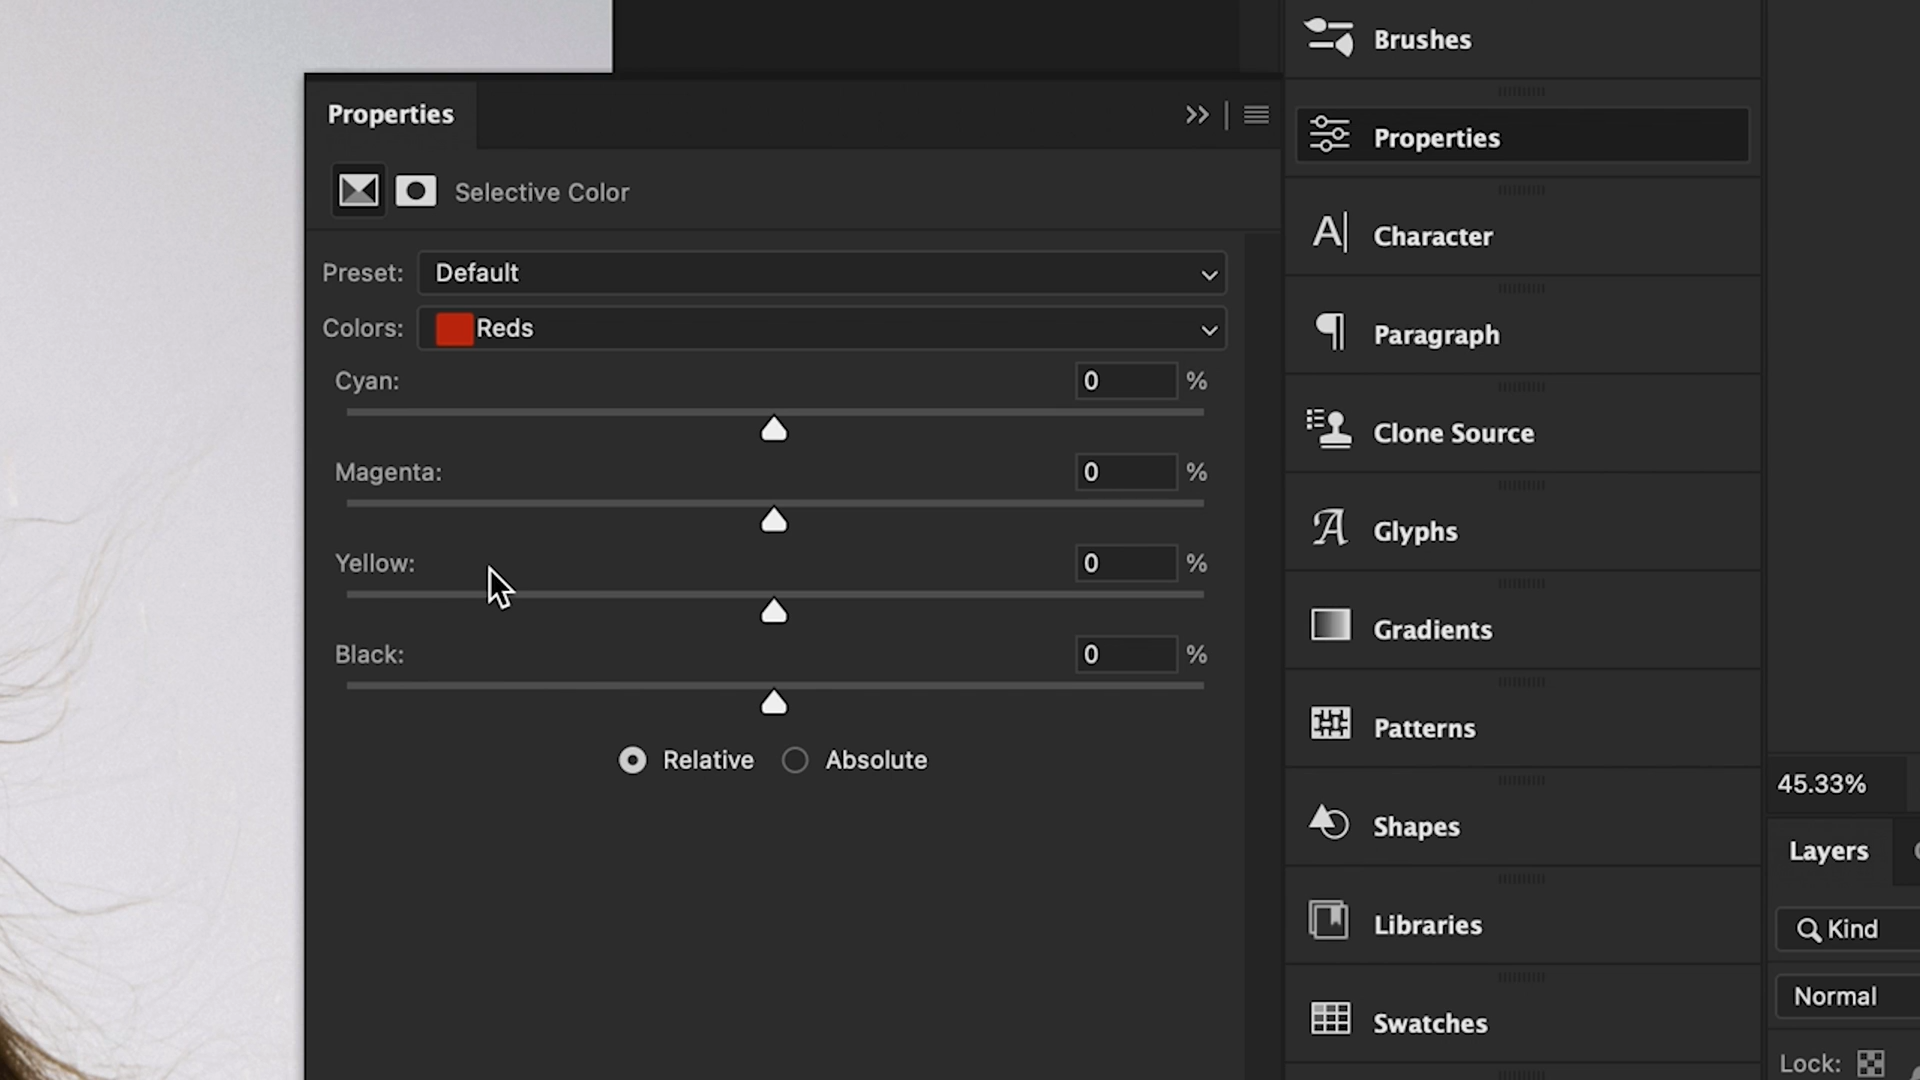 Brushes
Properties
Properties
Selective Color
Preset: Default
Colors: Reds
Cyan: 0 %
Magenta: 0 %
Yellow: 0 %
Black: 0 %
Relative Absolute
Character
Paragraph
Clone Source
Glyphs
Gradients
Patterns
Shapes
Libraries
Swatches
45.33%
Layers
Kind
Normal
Lock: